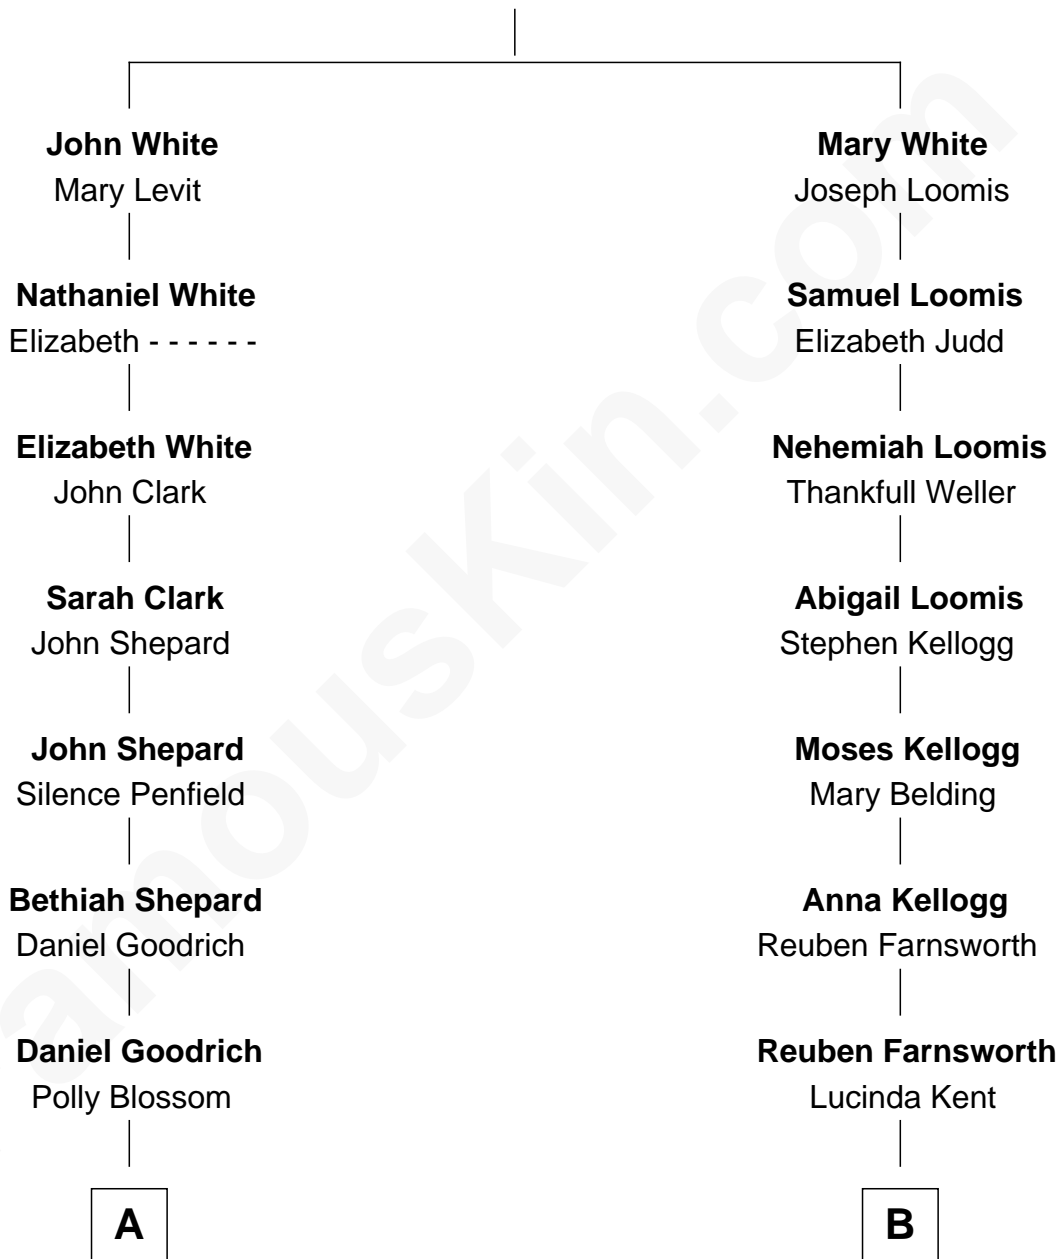 John White
Mary Levit
Nathaniel White
Elizabeth - - - - - -
Elizabeth White
John Clark
Sarah Clark
John Shepard
John Shepard
Silence Penfield
Bethiah Shepard
Daniel Goodrich
Daniel Goodrich
Polly Blossom
A
Mary White
Joseph Loomis
Samuel Loomis
Elizabeth Judd
Nehemiah Loomis
Thankfull Weller
Abigail Loomis
Stephen Kellogg
Moses Kellogg
Mary Belding
Anna Kellogg
Reuben Farnsworth
Reuben Farnsworth
Lucinda Kent
B
amousKin.com